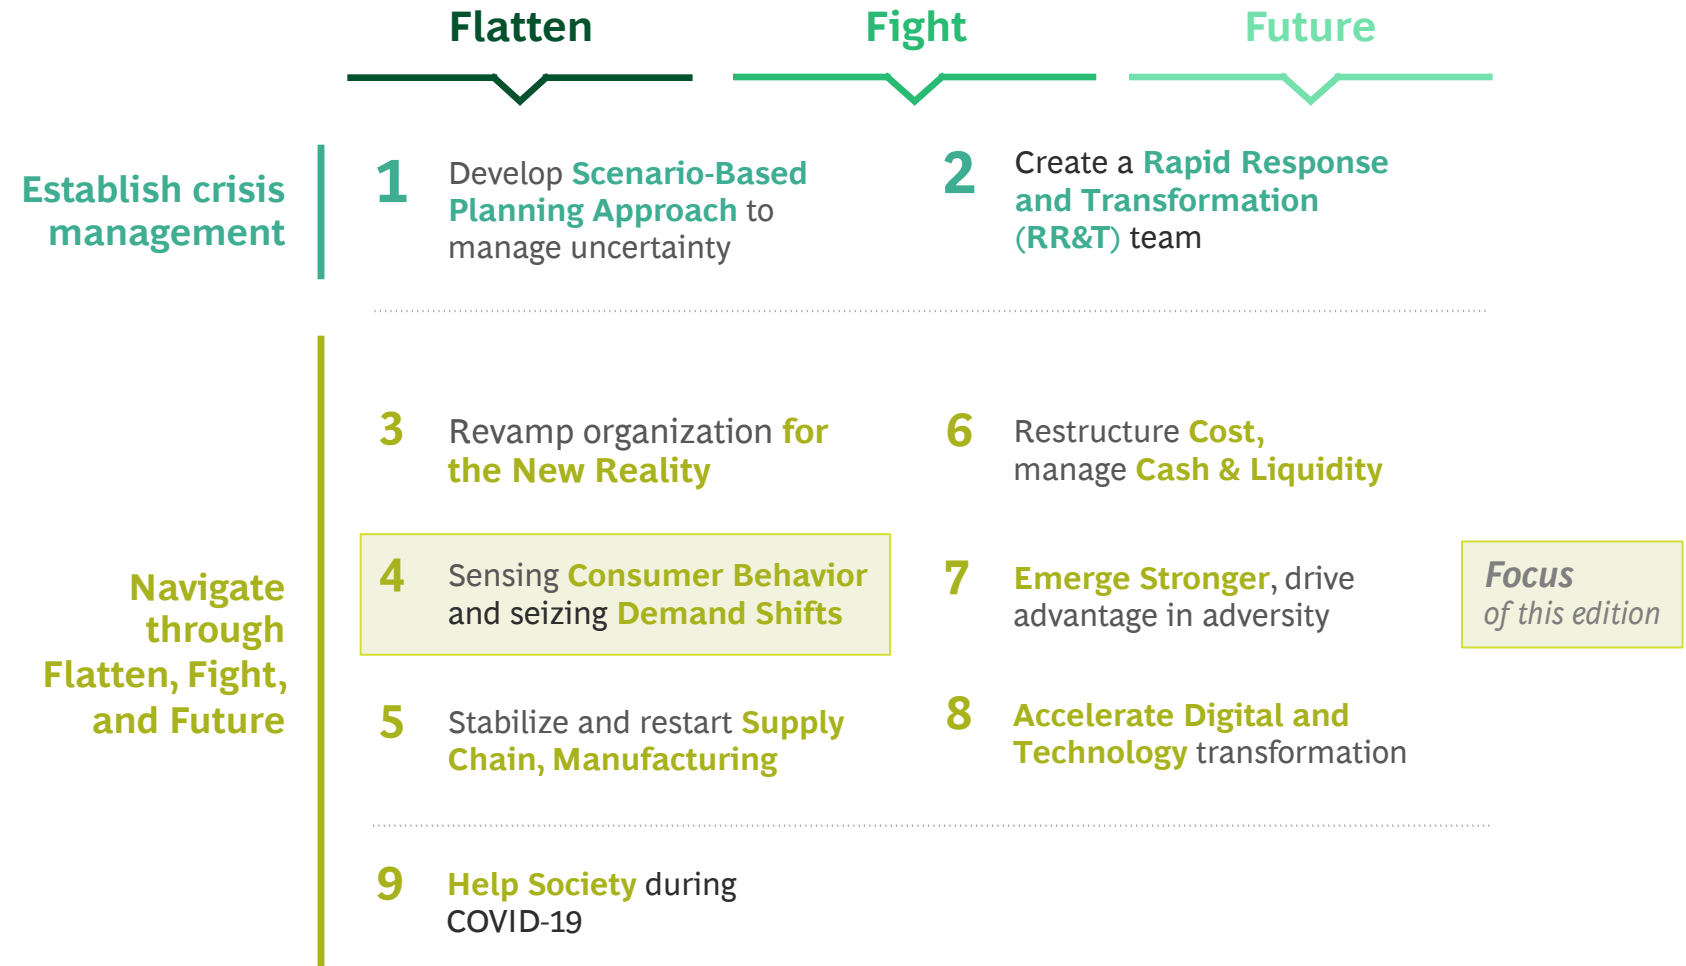 Flatten
Fight
Future
Establish crisis
management
1
Develop Scenario-Based
Planning Approach to
manage uncertainty
2
Create a Rapid Response
and Transformation
(RR&T) team
Navigate
through
Flatten, Fight,
and Future
3
Revamp organization for
the New Reality
4
Sensing Consumer Behavior
and seizing Demand Shifts
5
Stabilize and restart Supply
Chain, Manufacturing
6
Restructure Cost,
manage Cash & Liquidity
7
Emerge Stronger, drive
advantage in adversity
8
Accelerate Digital and
Technology transformation
Focus
of this edition
9
Help Society during
COVID-19